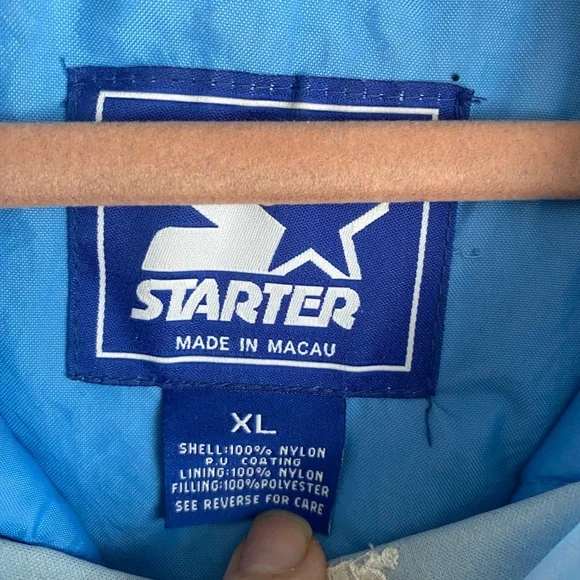 STARTER
MADE IN MACAU
XL
SHELL:100% NYLON
P.U. COATING
LINING:100% NYLON
FILLING:100%POLYESTER
SEE REVERSE FOR CARE